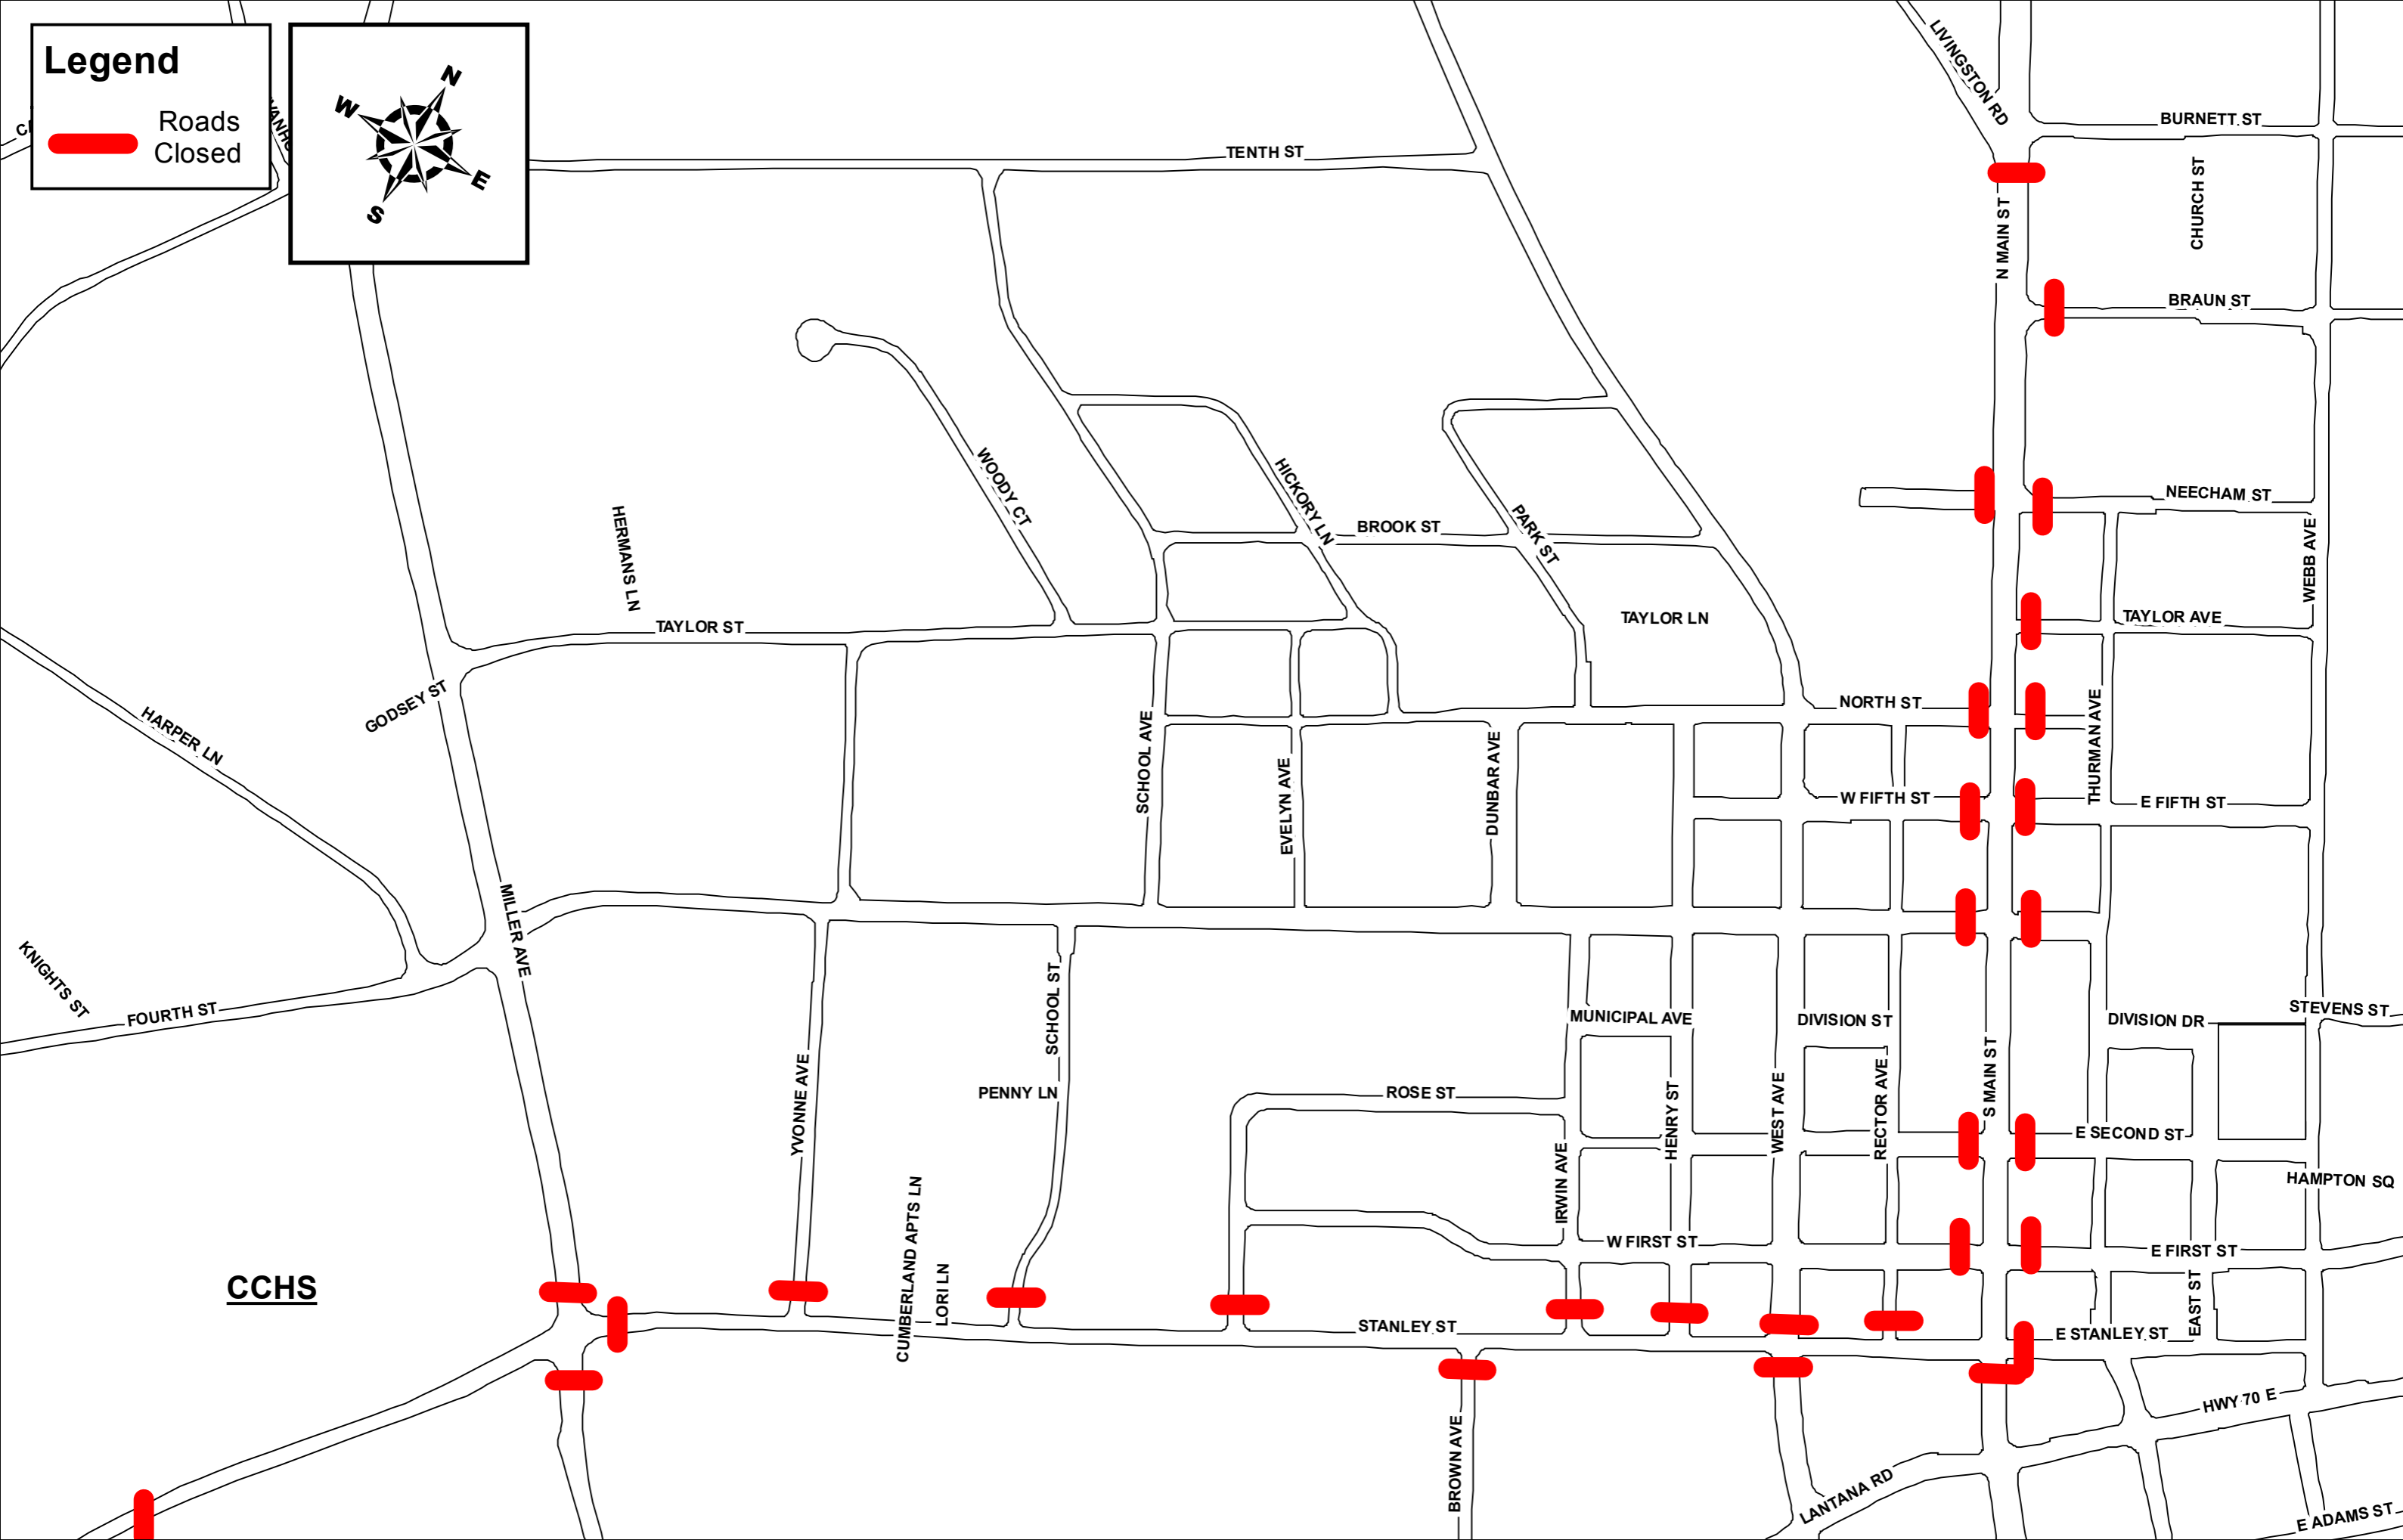 Legend
Roads
Closed
N
W
E
S
LIVINGSTON RD
BURNETT ST
TENTH ST
CHURCH ST
N MAIN ST
BRAUN ST
WOODY CT
HICKORY LN
NEECHAM ST
HERMANS LN
BROOK ST
PARK ST
WEBB AVE
TAYLOR ST
TAYLOR LN
TAYLOR AVE
GODSEY ST
HARPER LN
NORTH ST
SCHOOL AVE
EVELYN AVE
DUNBAR AVE
THURMAN AVE
W FIFTH ST
E FIFTH ST
MILLER AVE
KNIGHTS ST
FOURTH ST
SCHOOL ST
MUNICIPAL AVE
DIVISION ST
DIVISION DR
STEVENS ST
YVONNE AVE
PENNY LN
ROSE ST
HENRY ST
WEST AVE
RECTOR AVE
S MAIN ST
E SECOND ST
IRWIN AVE
HAMPTON SQ
CUMBERLAND APTS LN
LORI LN
W FIRST ST
E FIRST ST
CCHS
STANLEY ST
E STANLEY ST
EAST ST
HWY 70 E
BROWN AVE
LANTANA RD
E ADAMS ST